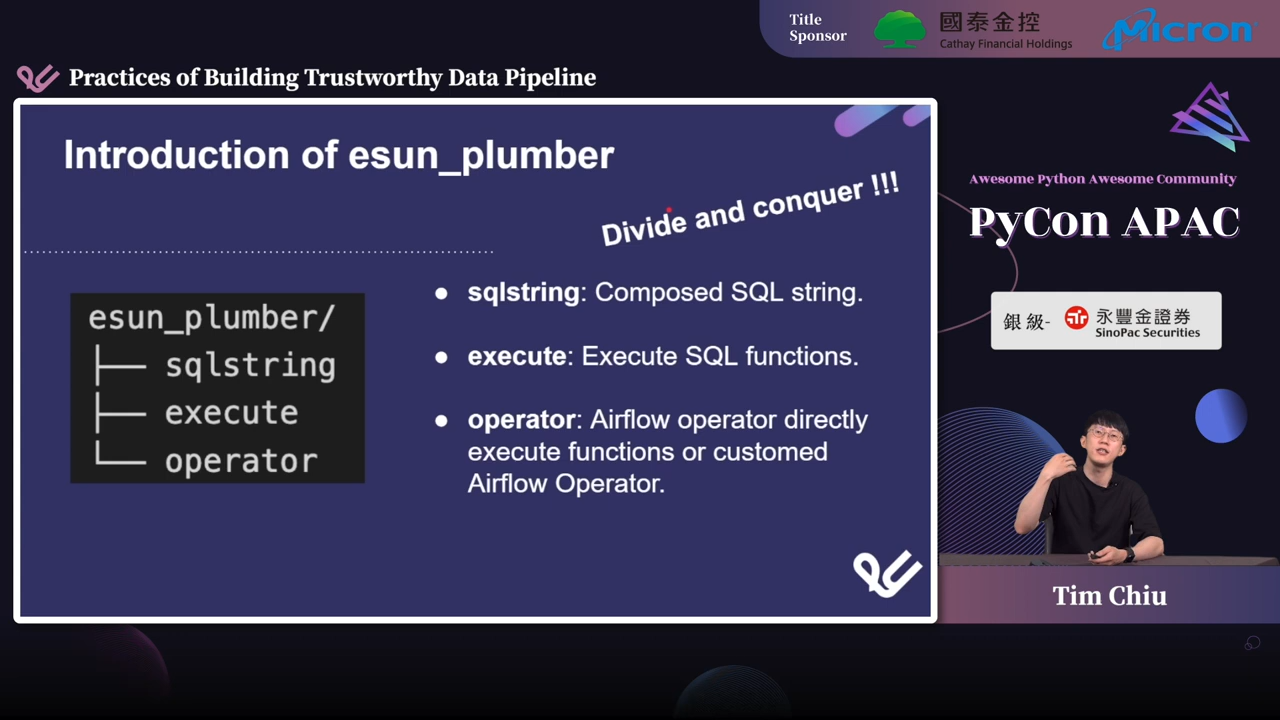 Title
Sponsor
國泰金控
Cathay Financial Holdings
Micron
Practices of Building Trustworthy Data Pipeline
Introduction of esun_plumber
Divide and conquer !!!
esun_plumber/
├── sqlstring
├── execute
└── operator
● sqlstring: Composed SQL string.
● execute: Execute SQL functions.
● operator: Airflow operator directly
execute functions or customed
Airflow Operator.
Awesome Python Awesome Community
PyCon APAC
銀級-
永豐金證券
SinoPac Securities
Tim Chiu